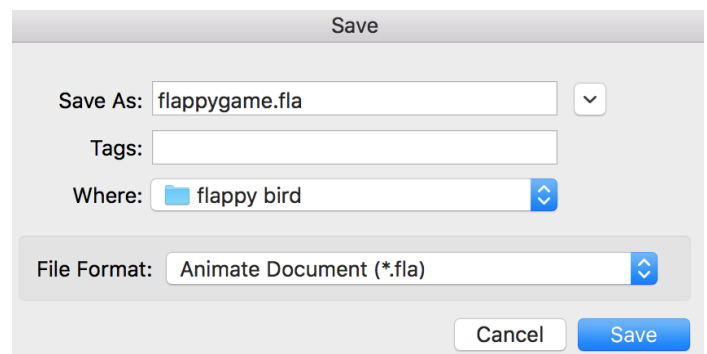 Save
Save As: flappygame.fla
Tags:
Where: flappy bird
File Format: Animate Document (*.fla)
Cancel Save